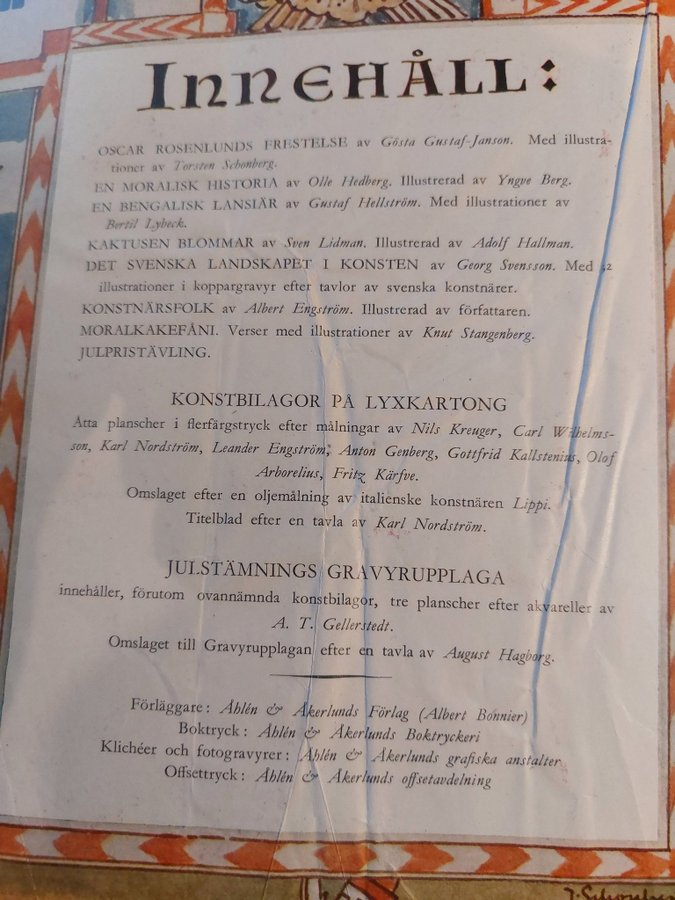 INNEHÅLL:
OSCAR ROSENLUNDS FRESTELSE av Gösta Gustaf-Janson. Med illustra-
tioner av Torsten Schonberg.
EN MORALISK HISTORIA av Olle Hedberg. Illustrerad av Yngve Berg.
EN BENGALISK LANSIÄR av Gustaf Hellström. Med illustrationer av
Bertil Lybeck.
KAKTUSEN BLOMMAR av Sven Lidman. Illustrerad av Adolf Hallman.
DET SVENSKA LANDSKAPET I KONSTEN av Georg Svensson. Med
illustrationer i koppargravyr efter tavlor av svenska konstnärer.
KONSTNÄRSFOLK av Albert Engström. Illustrerad av författaren.
MORALKAKEFÅNI. Verser med illustrationer av Knut Stangenberg.
JULPRISTÄVLING.
KONSTBILAGOR PÅ LYXKARTONG
Åtta planscher i flerfärgstryck efter målningar av Nils Kreuger, Carl Wilhelms-
son, Karl Nordström, Leander Engström, Anton Genberg, Gottfrid Kallstenius, Olof
Arborelius, Fritz Kärfve.
Omslaget efter en oljemålning av italienske konstnären Lippi.
Titelblad efter en tavla av Karl Nordström.
JULSTÄMNINGS GRAVYRUPPLAGA
innehåller, förutom ovannämnda konstbilagor, tre planscher efter akvareller av
A. T. Gellerstedt.
Omslaget till Gravyrupplagan efter en tavla av August Hagborg.
Förläggare: Åhlén & Åkerlunds Förlag (Albert Bonnier)
Boktryck: Åhlén & Åkerlunds Boktryckeri
Klichéer och fotogravyrer: Åhlén & Åkerlunds grafiska anstalter
Offsettryck: Åhlén & Åkerlunds offsetavdelning